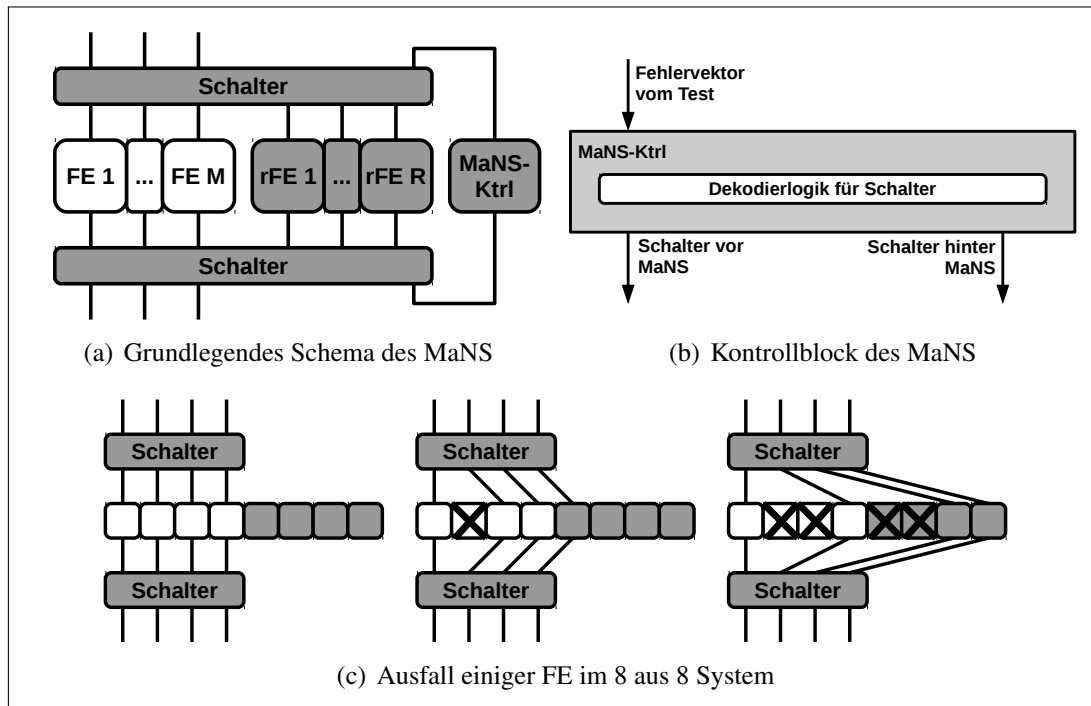 Schalter
FE 1 ... FE M rFE 1 ... rFE R MaNS-
Ktrl
Schalter
Fehlervektor
vom Test
MaNS-Ktrl
Dekodierlogik für Schalter
Schalter vor
MaNS
Schalter hinter
MaNS
(a) Grundlegendes Schema des MaNS
(b) Kontrollblock des MaNS
Schalter Schalter Schalter
Schalter Schalter Schalter
(c) Ausfall einiger FE im 8 aus 8 System